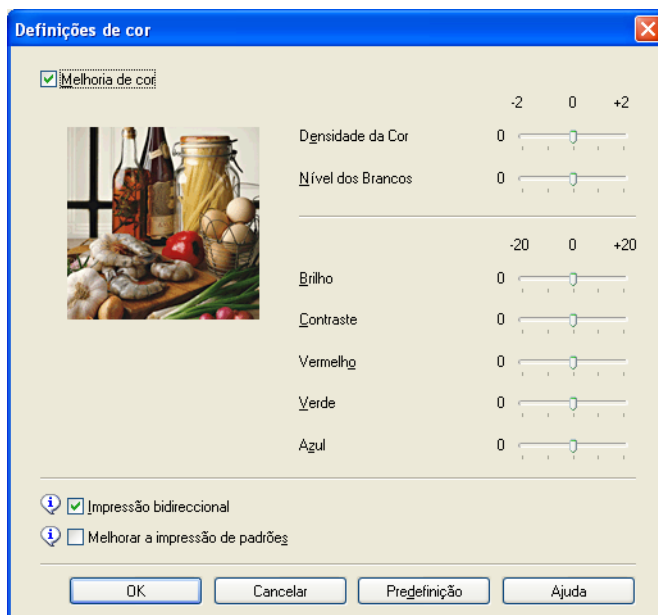 Definições de cor
Melhoria de cor
-2 0 +2
Densidade da Cor 0
Nível dos Brancos 0
-20 0 +20
Brilho 0
Contraste 0
Vermelho 0
Verde 0
Azul 0
Impressão bidireccional
Melhorar a impressão de padrões
OK Cancelar Predefinição Ajuda